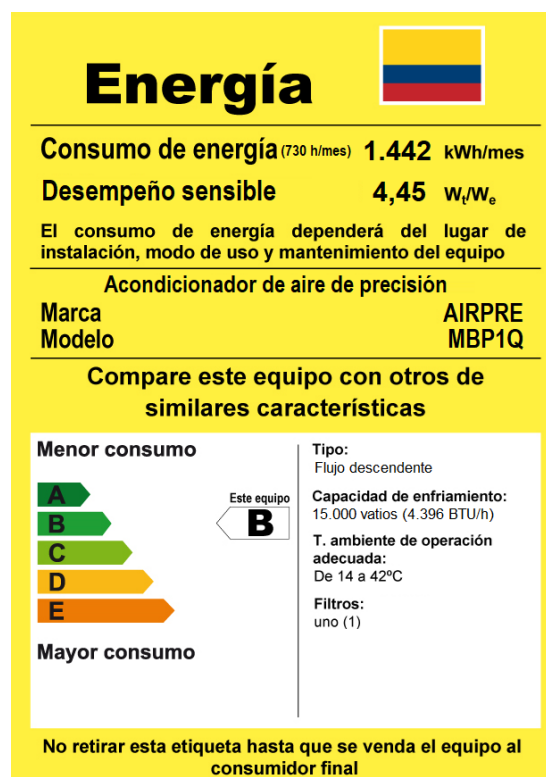 Energía
Consumo de energía (730 h/mes) 1.442 kWh/mes
Desempeño sensible 4,45 Wt/We
El consumo de energía dependerá del lugar de
instalación, modo de uso y mantenimiento del equipo
Acondicionador de aire de precisión
Marca AIRPRE
Modelo MBP1Q
Compare este equipo con otros de
similares características
Menor consumo
A
B
C
D
E
Mayor consumo
Este equipo
B
Tipo:
Flujo descendente
Capacidad de enfriamiento:
15.000 vatios (4.396 BTU/h)
T. ambiente de operación
adecuada:
De 14 a 42ºC
Filtros:
uno (1)
No retirar esta etiqueta hasta que se venda el equipo al
consumidor final